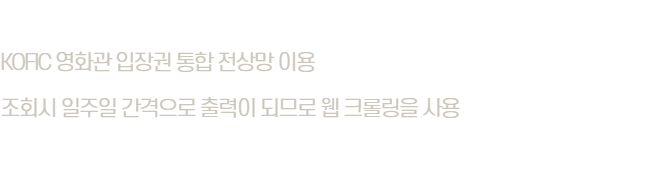 KOFIC 영화관 입장권 통합 전상망 이용
조회시 일주일 간격으로 출력이 되므로 웹 크롤링을 사용